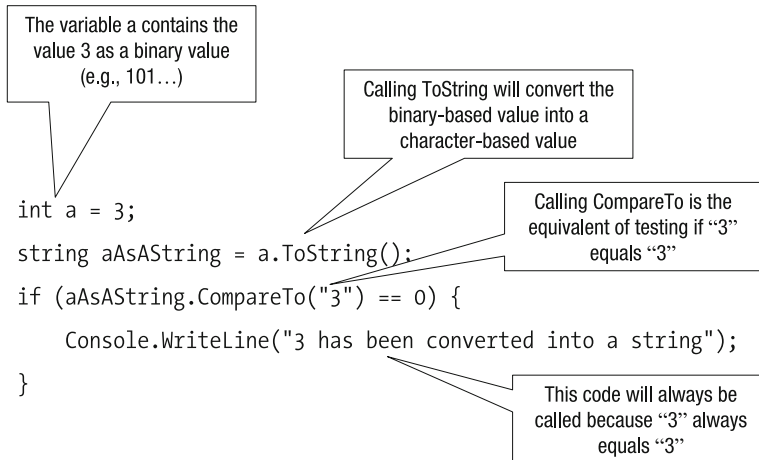 The variable a contains the
value 3 as a binary value
(e.g., 101…)
Calling ToString will convert the
binary-based value into a
character-based value
int a = 3;
Calling CompareTo is the
equivalent of testing if “3”
equals “3”
string aAsAString = a.ToString();
if (aAsAString.CompareTo("3") == 0) {
    Console.WriteLine("3 has been converted into a string");
}
This code will always be
called because “3” always
equals “3”